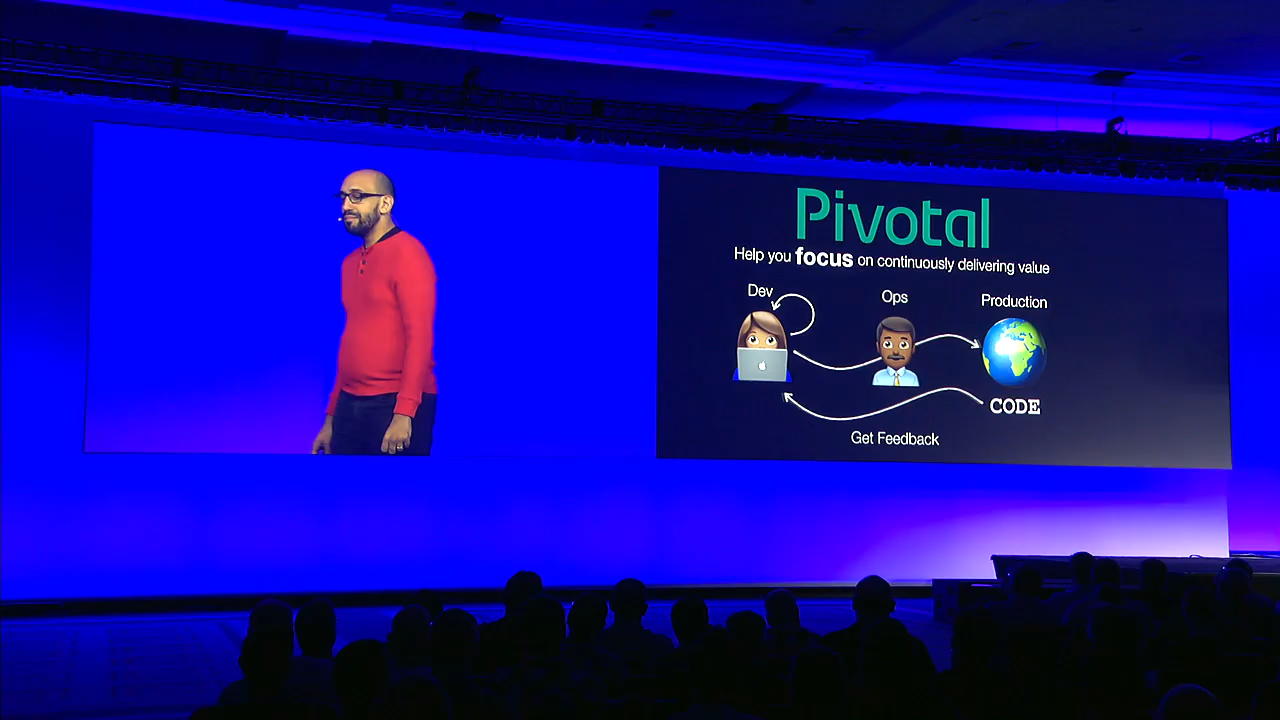 Pivotal
Help you focus on continuously delivering value
Dev
Ops
Production
CODE
Get Feedback